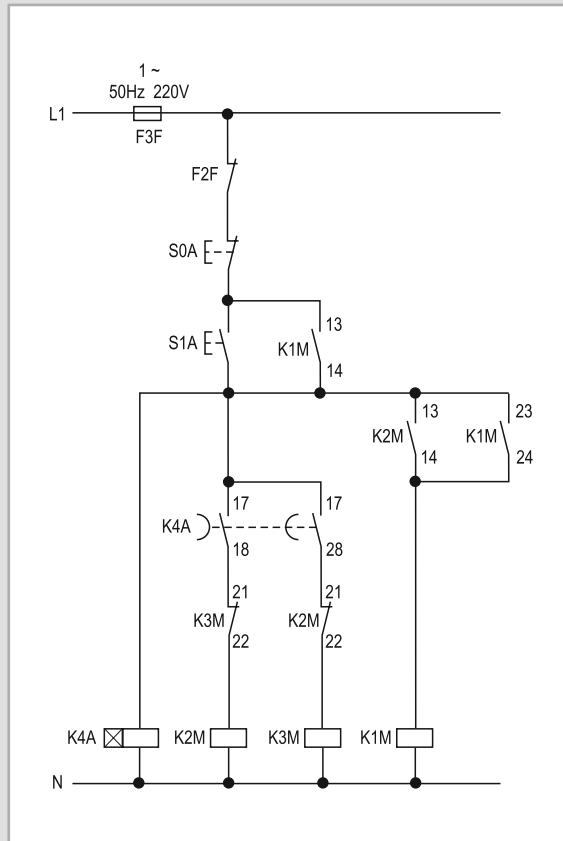 1 ~
50Hz 220V
L1
F3F
F2F
S0A
13
S1A
K1M
14
13
23
K2M
K1M
14
24
17
17
K4A
18
28
21
21
K3M
K2M
22
22
K4A
K2M
K3M
K1M
N